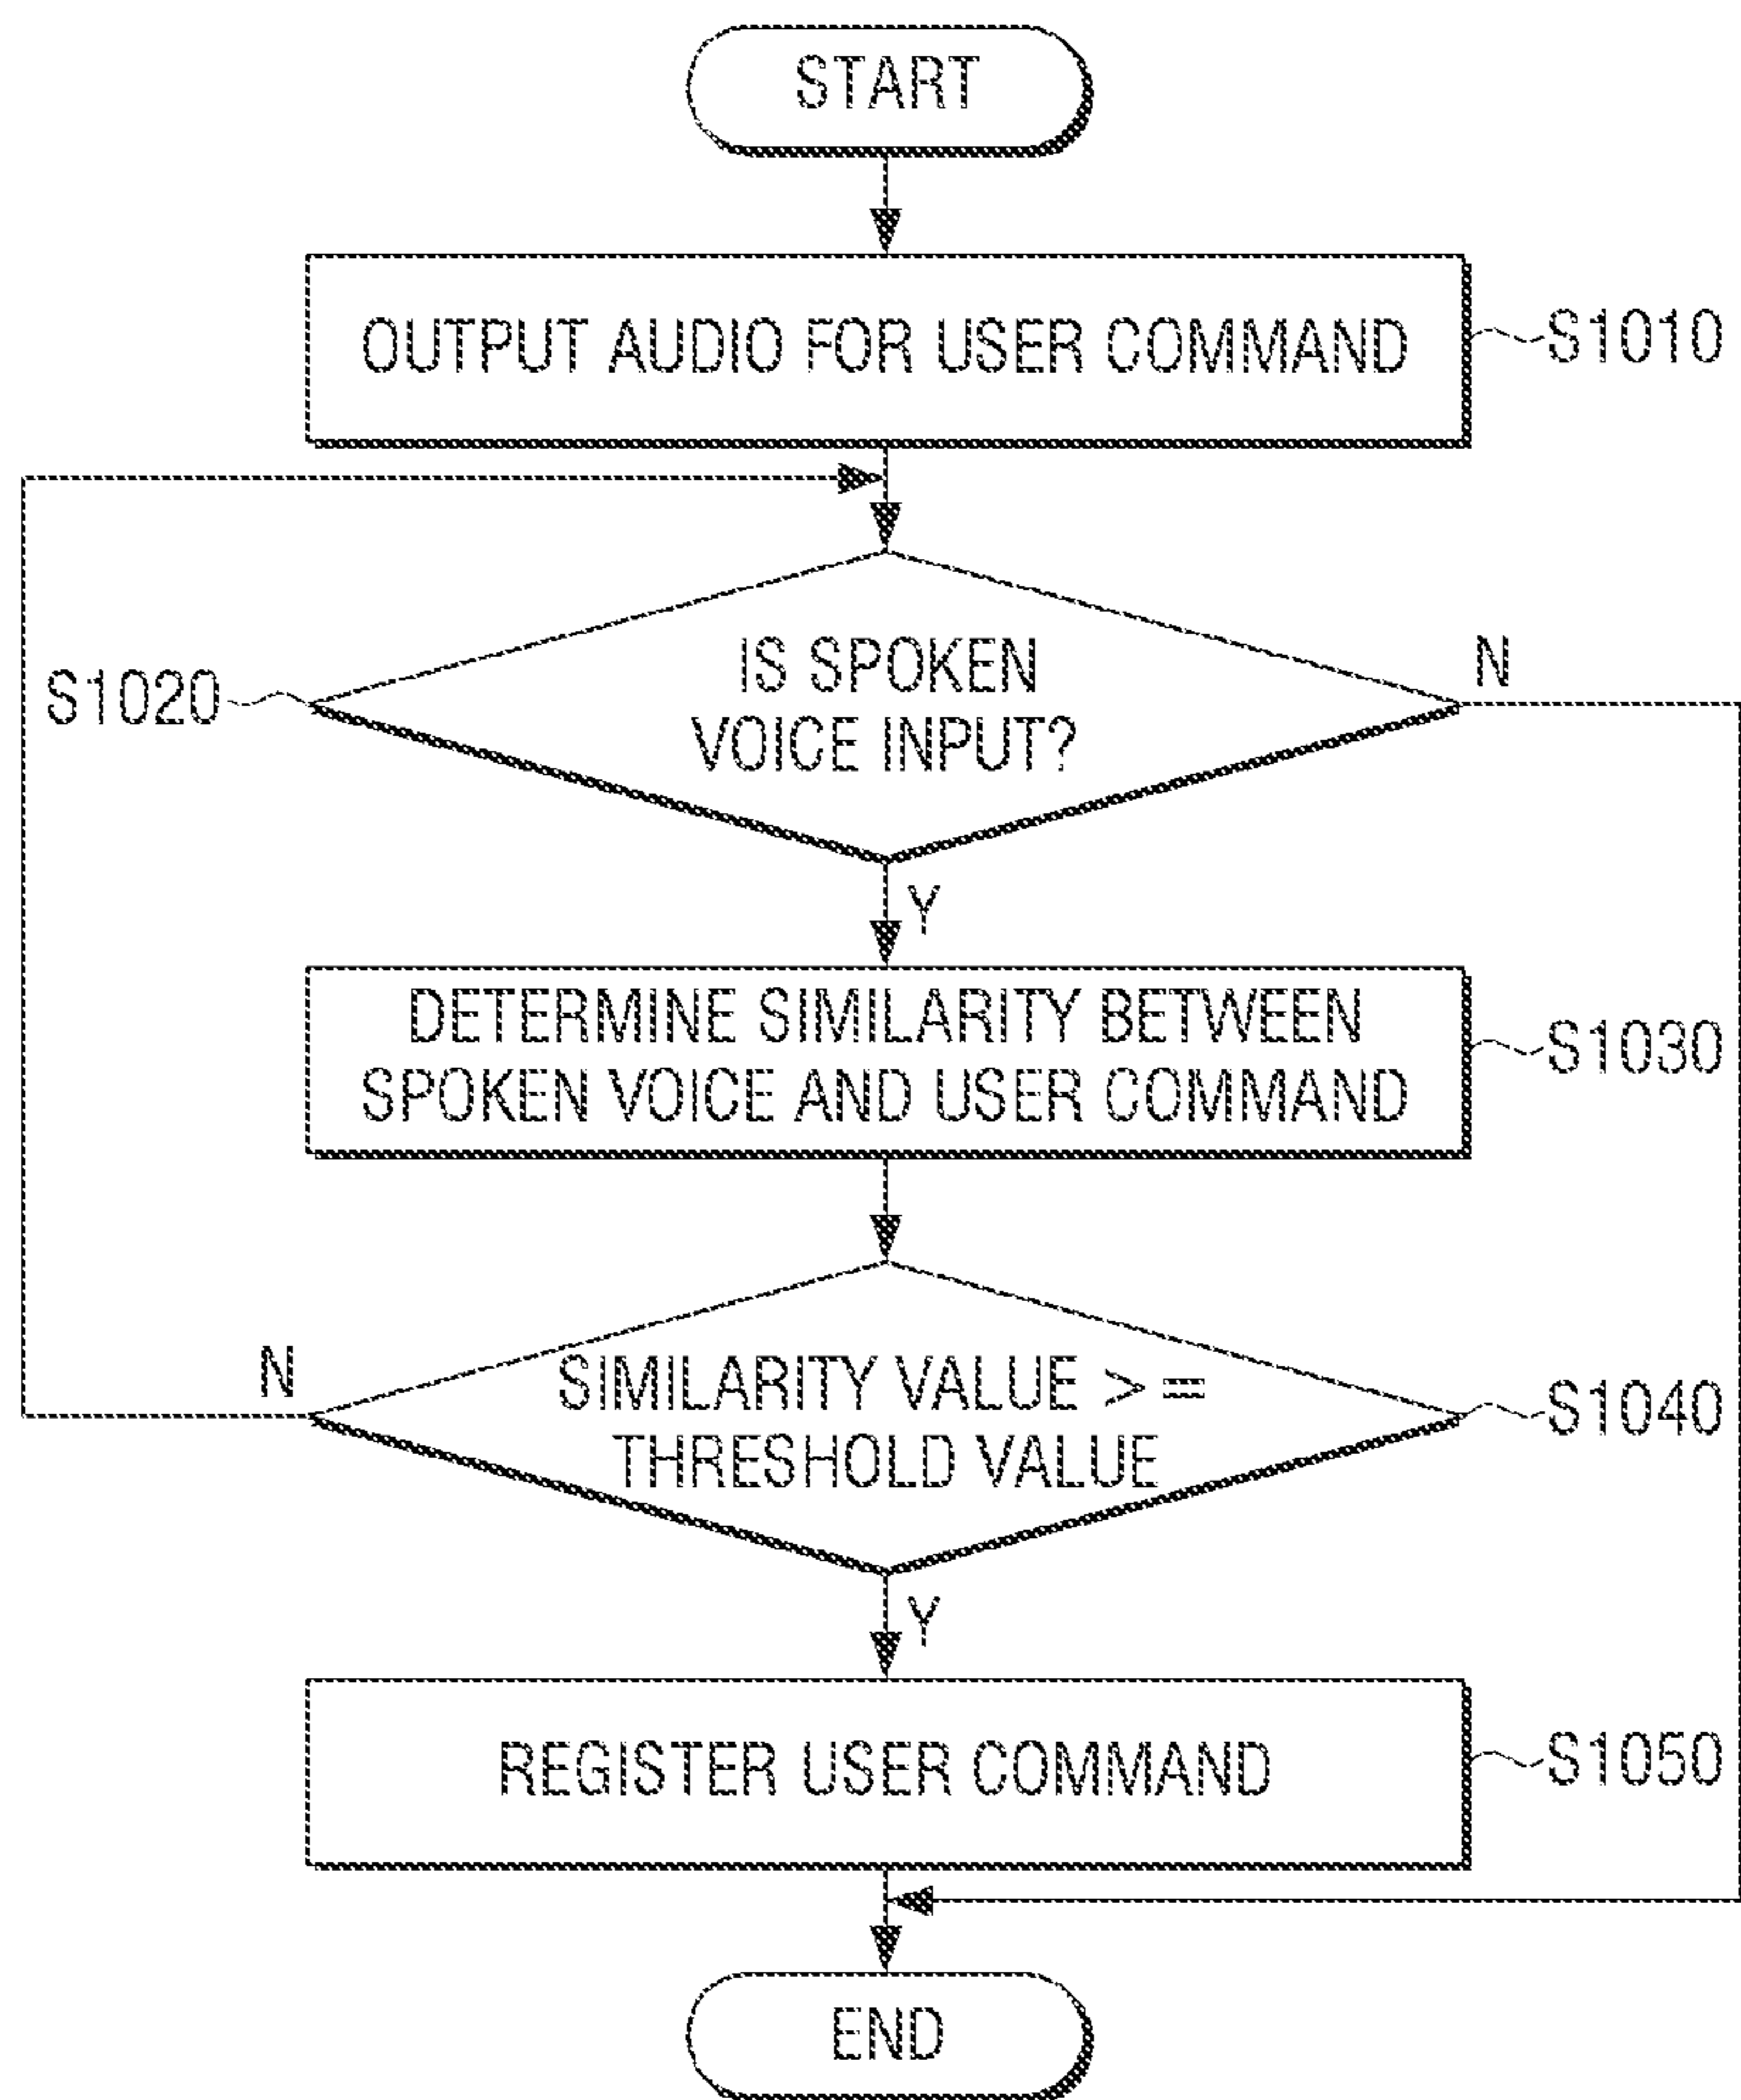 START
OUTPUT AUDIO FOR USER COMMAND
S1010
IS SPOKEN
VOICE INPUT?
S1020
N
Y
DETERMINE SIMILARITY BETWEEN
SPOKEN VOICE AND USER COMMAND
S1030
SIMILARITY VALUE > =
THRESHOLD VALUE
N
S1040
Y
REGISTER USER COMMAND
S1050
END